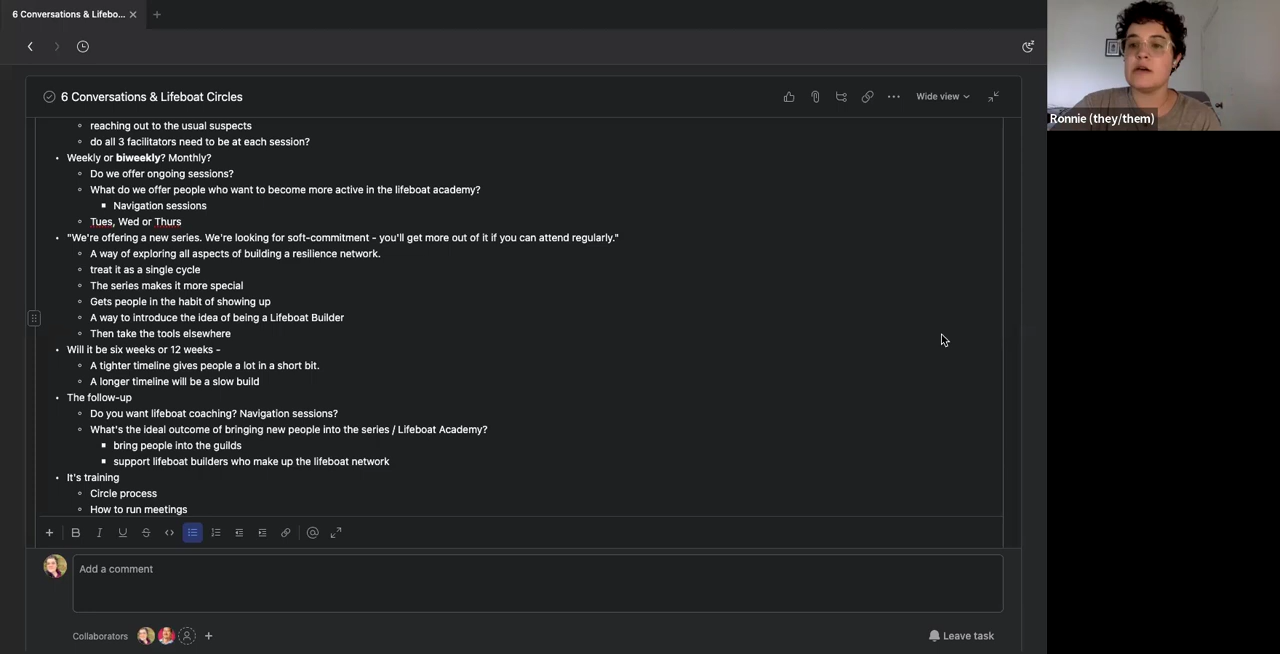 6 Conversations & Lifebo...
6 Conversations & Lifeboat Circles
Wide view
reaching out to the usual suspects
do all 3 facilitators need to be at each session?
Weekly or biweekly? Monthly?
Do we offer ongoing sessions?
What do we offer people who want to become more active in the lifeboat academy?
Navigation sessions
Tues, Wed or Thurs
"We're offering a new series. We're looking for soft-commitment - you'll get more out of it if you can attend regularly."
A way of exploring all aspects of building a resilience network.
treat it as a single cycle
The series makes it more special
Gets people in the habit of showing up
A way to introduce the idea of being a Lifeboat Builder
Then take the tools elsewhere
Will it be six weeks or 12 weeks -
A tighter timeline gives people a lot in a short bit.
A longer timeline will be a slow build
The follow-up
Do you want lifeboat coaching? Navigation sessions?
What's the ideal outcome of bringing new people into the series / Lifeboat Academy?
bring people into the guilds
support lifeboat builders who make up the lifeboat network
It's training
Circle process
How to run meetings
Add a comment
Collaborators
Leave task
Ronnie (they/them)